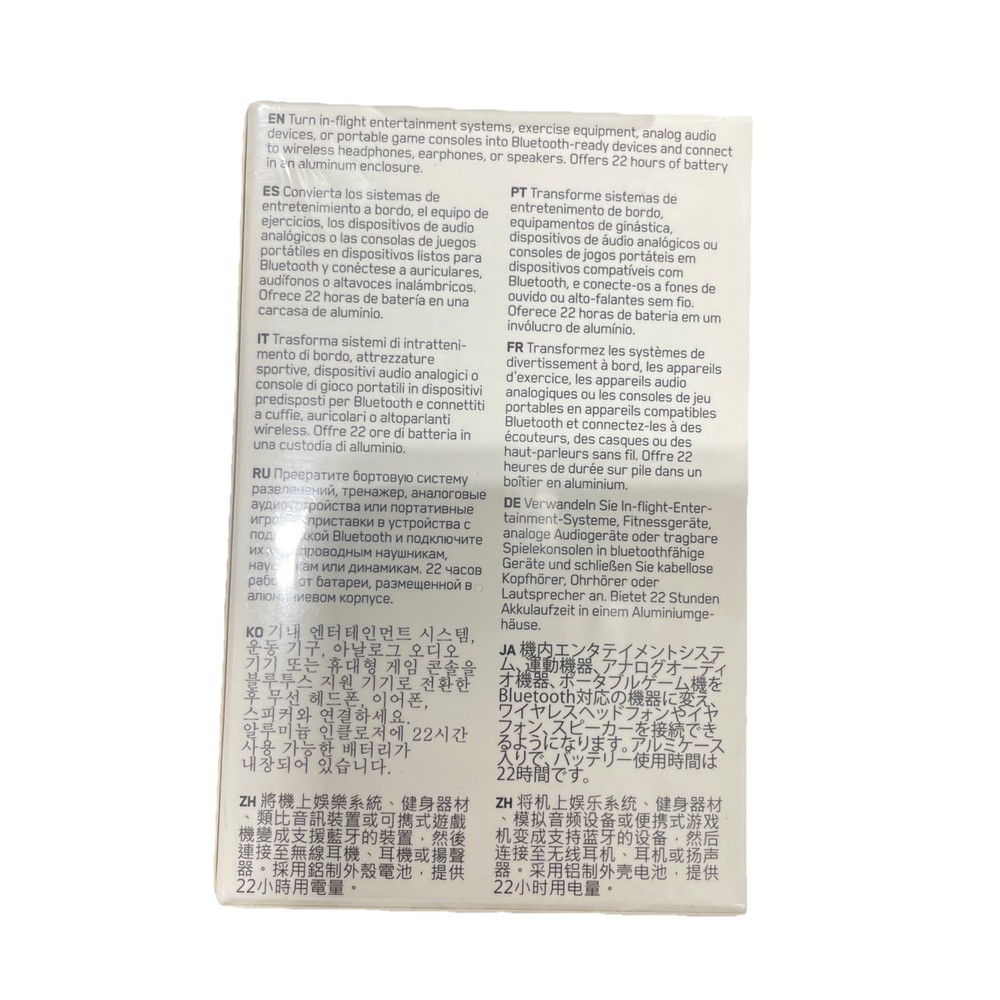 EN Turn in-flight entertainment systems, exercise equipment, analog audio
devices, or portable game consoles into Bluetooth-ready devices and connect
to wireless headphones, earphones, or speakers. Offers 22 hours of battery
in an aluminum enclosure.
ES Convierta los sistemas de
entretenimiento a bordo, el equipo de
ejercicios, los dispositivos de audio
analógicos o las consolas de juegos
portátiles en dispositivos listos para
Bluetooth y conéctese a auriculares,
audífonos o altavoces inalámbricos.
Ofrece 22 horas de batería en una
carcasa de aluminio.
IT Trasforma sistemi di intratteni-
mento di bordo, attrezzature
sportive, dispositivi audio analogici o
console di gioco portatili in dispositivi
predisposti per Bluetooth e connettiti
a cuffie, auricolari o altoparlanti
wireless. Offre 22 ore di batteria in
una custodia di alluminio.
RU Превратите бортовую систему
развлечений, тренажер, аналоговые
аудиоустройства или портативные
приставки в устройства с
Bluetooth и подключите
их наушникам,
или динамикам. 22 часов
от батареи, размещенной в
алюминиевом корпусе.
KO 기내 엔터테인먼트 시스템,
운동 기구, 아날로그 오디오
기기 또는 휴대형 게임 콘솔을
블루투스 지원 기기로 전환한
후 무선 헤드폰, 이어폰,
스피커와 연결하세요.
알루미늄 인클로저에 22시간
사용 가능한 배터리가
내장되어 있습니다.
ZH 將機上娛樂系統、健身器材
、類比音訊裝置或可攜式遊戲
機變成支援藍牙的裝置，然後
連接至無線耳機、耳機或揚聲
器。採用鋁制外殼電池，提供
22小時用電量。
PT Transforme sistemas de
entretenimento de bordo,
equipamentos de ginástica,
dispositivos de áudio analógicos ou
consoles de jogos portáteis em
dispositivos compatíveis com
Bluetooth, e conecte-os a fones de
ouvido ou alto-falantes sem fio.
Oferece 22 horas de bateria em um
invólucro de alumínio.
FR Transformez les systèmes de
divertissement à bord, les appareils
d'exercice, les appareils audio
analogiques ou les consoles de jeu
portables en appareils compatibles
Bluetooth et connectez-les à des
écouteurs, des casques ou des
haut-parleurs sans fil. Offre 22
heures de durée sur pile dans un
boîtier en aluminium.
DE Verwandeln Sie In-flight-Enter-
tainment-Systeme, Fitnessgeräte,
analoge Audiogeräte oder tragbare
Spielekonsolen in bluetoothfähige
Geräte und schließen Sie kabellose
Kopfhörer, Ohrhörer oder
Lautsprecher an. Bietet 22 Stunden
Akkulaufzeit in einem Aluminiumge-
häuse.
JA 機内エンタテイメントシステ
ム、運動機器、アナログオーディ
オ機器、ポータブルゲーム機を
Bluetooth対応の機器に変え、
ワイヤレスヘッドフォンやイヤ
フォン、スピーカーを接続でき
るようになります。アルミケース
入りで、バッテリー使用時間は
22時間です。
ZH 将机上娱乐系统、健身器材
、模拟音频设备或便携式游戏
机变成支持蓝牙的设备，然后
连接至无线耳机、耳机或扬声
器。采用铝制外壳电池，提供
22小时用电量。